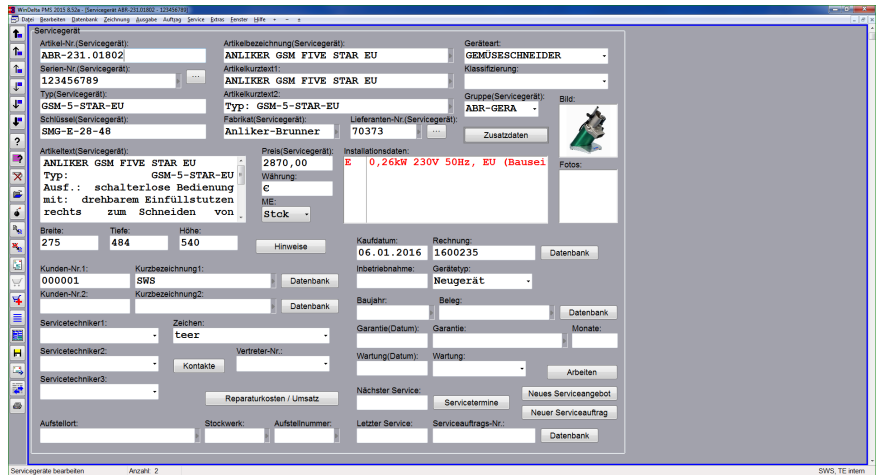 WinDelta PMS 2015 8.52a - [Servicegerät ABR-231.01802 - 123456789]
Datei Bearbeiten Datenbank Zeichnung Ausgabe Auftrag Service Extras Fenster Hilfe + - ±
Servicegerät
Artikel-Nr.(Servicegerät): Artikelbezeichnung(Servicegerät): Geräteart:
ABR-231.01802 ANLIKER GSM FIVE STAR EU GEMÜSESCHNEIDER
Serien-Nr.(Servicegerät): Artikelkurztext1: Klassifizierung:
123456789 ... ANLIKER GSM FIVE STAR EU
Typ(Servicegerät): Artikelkurztext2: Gruppe(Servicegerät): Bild:
GSM-5-STAR-EU Typ: GSM-5-STAR-EU ABR-GERA
Schlüssel(Servicegerät): Fabrikat(Servicegerät): Lieferanten-Nr.(Servicegerät):
SMG-E-28-48 Anliker-Brunner 70373 ... Zusatzdaten
Artikeltext(Servicegerät): Preis(Servicegerät): Installationsdaten:
ANLIKER GSM FIVE STAR EU 2870,00 E 0,26kW 230V 50Hz, EU (Bausei Fotos:
Typ: GSM-5-STAR-EU Währung:
Ausf.: schalterlose Bedienung €
mit: drehbarem Einfüllstutzen ME:
rechts zum Schneiden von Stck
Breite: Tiefe: Höhe:
275 484 540 Hinweise
Kaufdatum: Rechnung:
06.01.2016 1600235 Datenbank
Kunden-Nr.1: Kurzbezeichnung1: Inbetriebnahme: Gerätetyp:
000001 SWS Datenbank Neugerät
Kunden-Nr.2: Kurzbezeichnung2: Baujahr: Beleg:
Datenbank Datenbank
Servicetechniker1: Zeichen: Garantie(Datum): Garantie: Monate:
teer
Servicetechniker2: Vertreter-Nr.: Wartung(Datum): Wartung:
Kontakte Arbeiten
Servicetechniker3: Nächster Service: Neues Serviceangebot
Reparaturkosten / Umsatz Servicetermine
Neuer Serviceauftrag
Aufstellort: Stockwerk: Aufstellnummer: Letzter Service: Serviceauftrags-Nr.:
Datenbank
Servicegeräte bearbeiten Anzahl: 2 SWS, TE intern